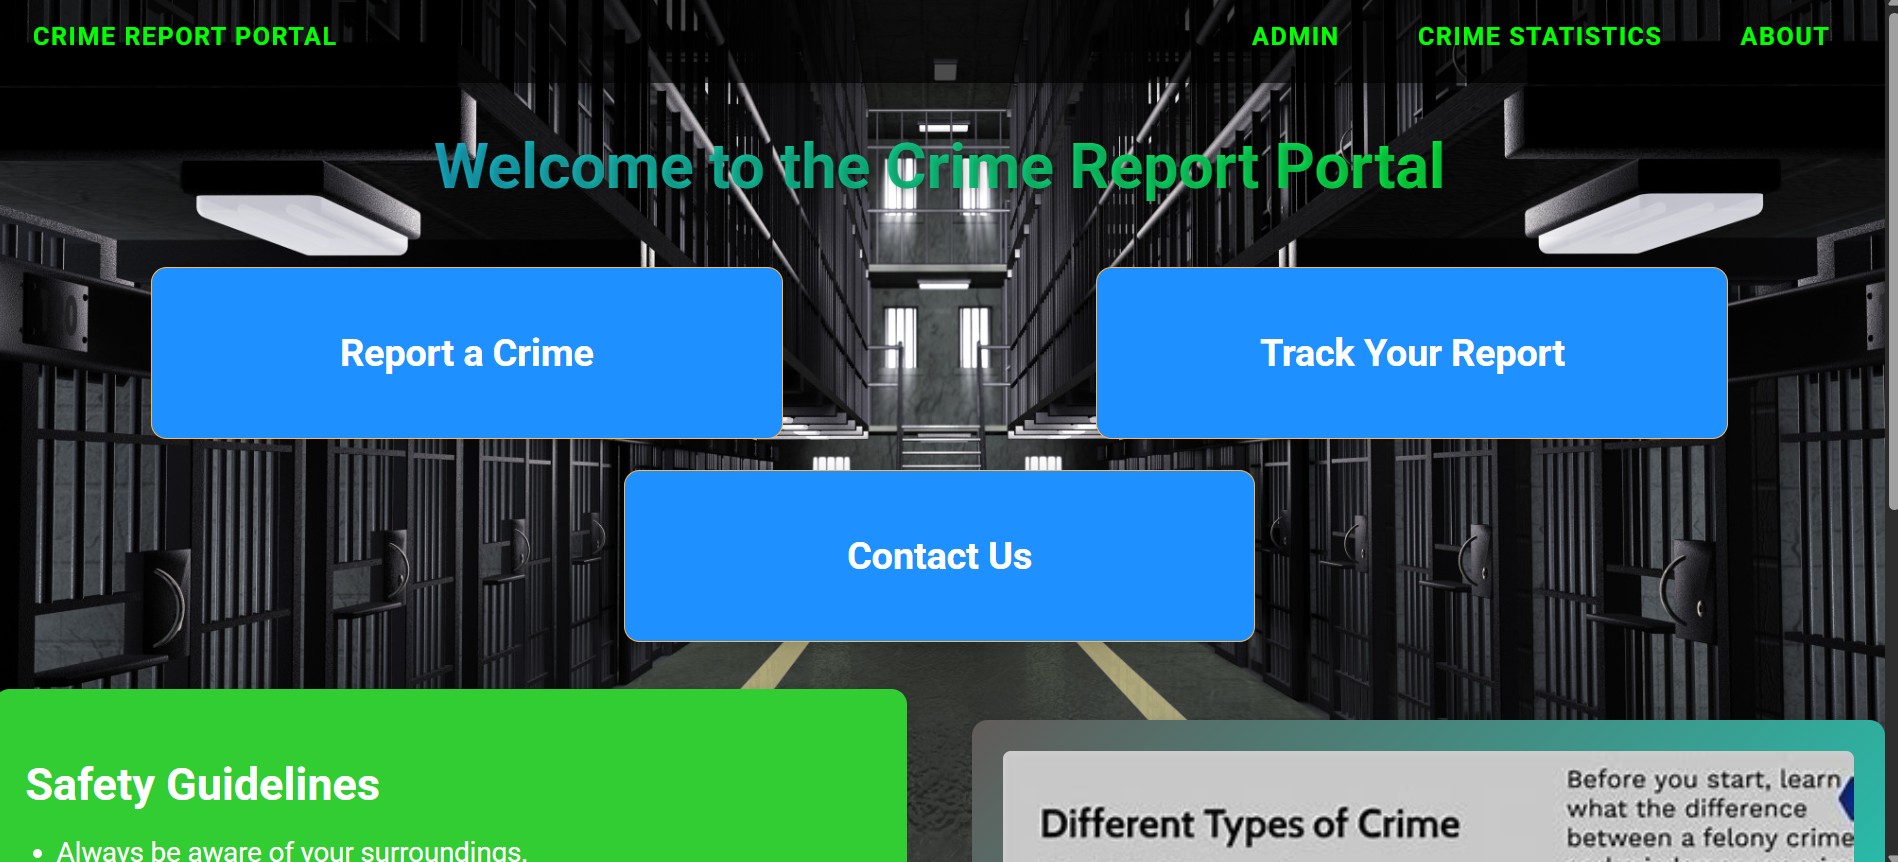 CRIME REPORT PORTAL
ADMIN
CRIME STATISTICS
ABOUT
Welcome to the Crime Report Portal
Report a Crime
Track Your Report
Contact Us
Safety Guidelines
• Always be aware of your surroundings.
Different Types of Crime
Before you start, learn
what the difference
between a felony crime